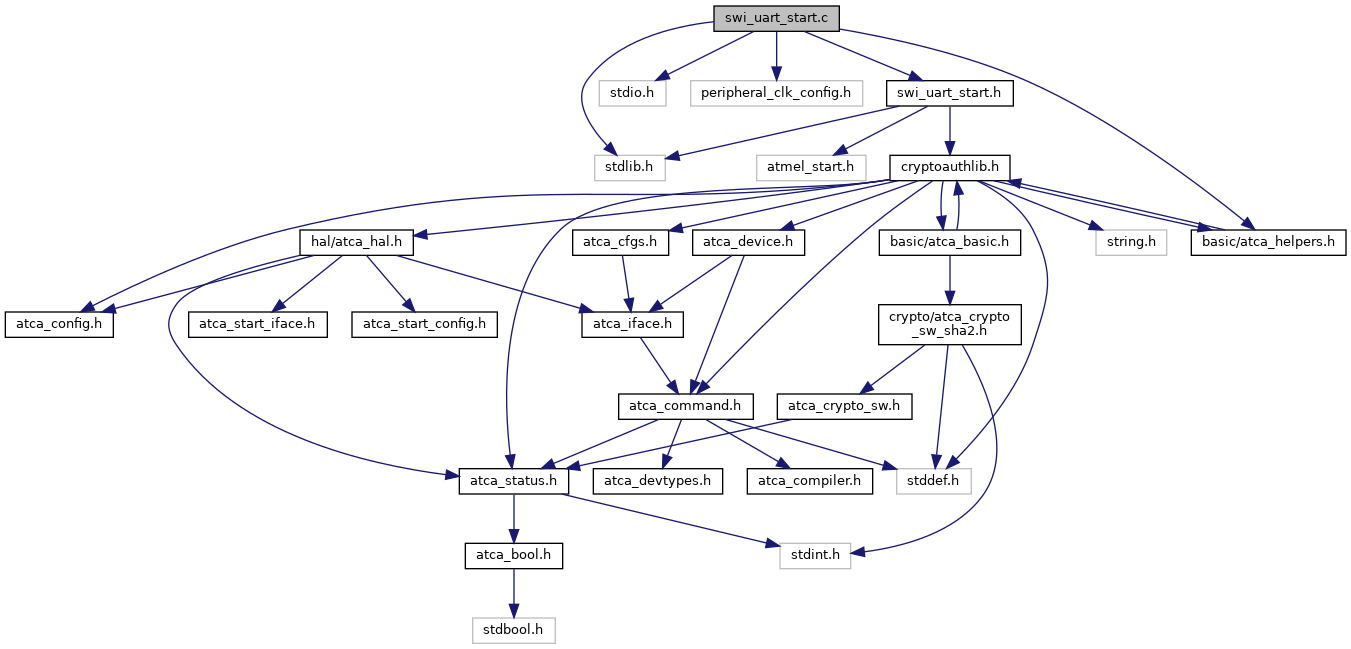 swi_uart_start.c
stdio.h
peripheral_clk_config.h
swi_uart_start.h
stdlib.h
atmel_start.h
cryptoauthlib.h
hal/atca_hal.h
atca_cfgs.h
atca_device.h
basic/atca_basic.h
string.h
basic/atca_helpers.h
atca_config.h
atca_start_iface.h
atca_start_config.h
atca_iface.h
crypto/atca_crypto
_sw_sha2.h
atca_command.h
atca_crypto_sw.h
atca_status.h
atca_devtypes.h
atca_compiler.h
stddef.h
atca_bool.h
stdint.h
stdbool.h